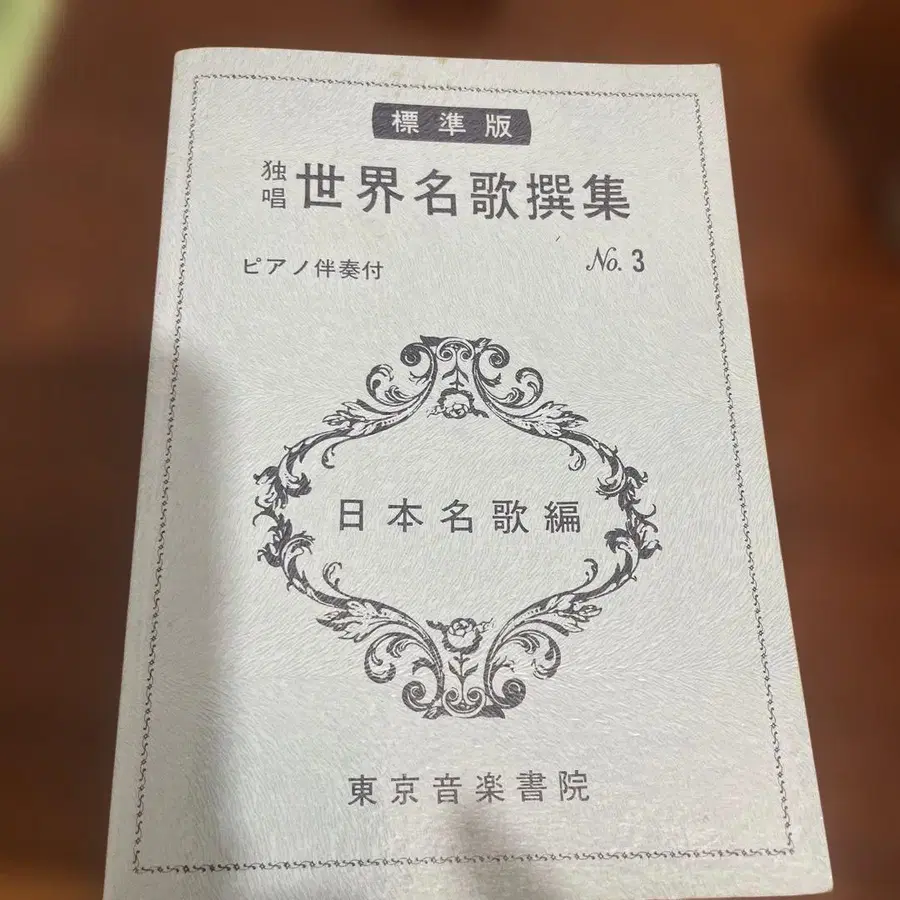 標準版
独唱 世界名歌撰集
ピアノ伴奏付 No. 3
日本名歌編
東京音楽書院